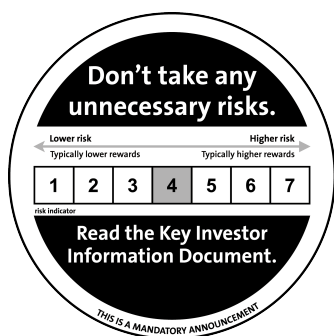 Don't take any
unnecessary risks.
Lower risk Higher risk
Typically lower rewards Typically higher rewards
1 2 3 4 5 6 7
risk indicator
Read the Key Investor
Information Document.
THIS IS A MANDATORY ANNOUNCEMENT